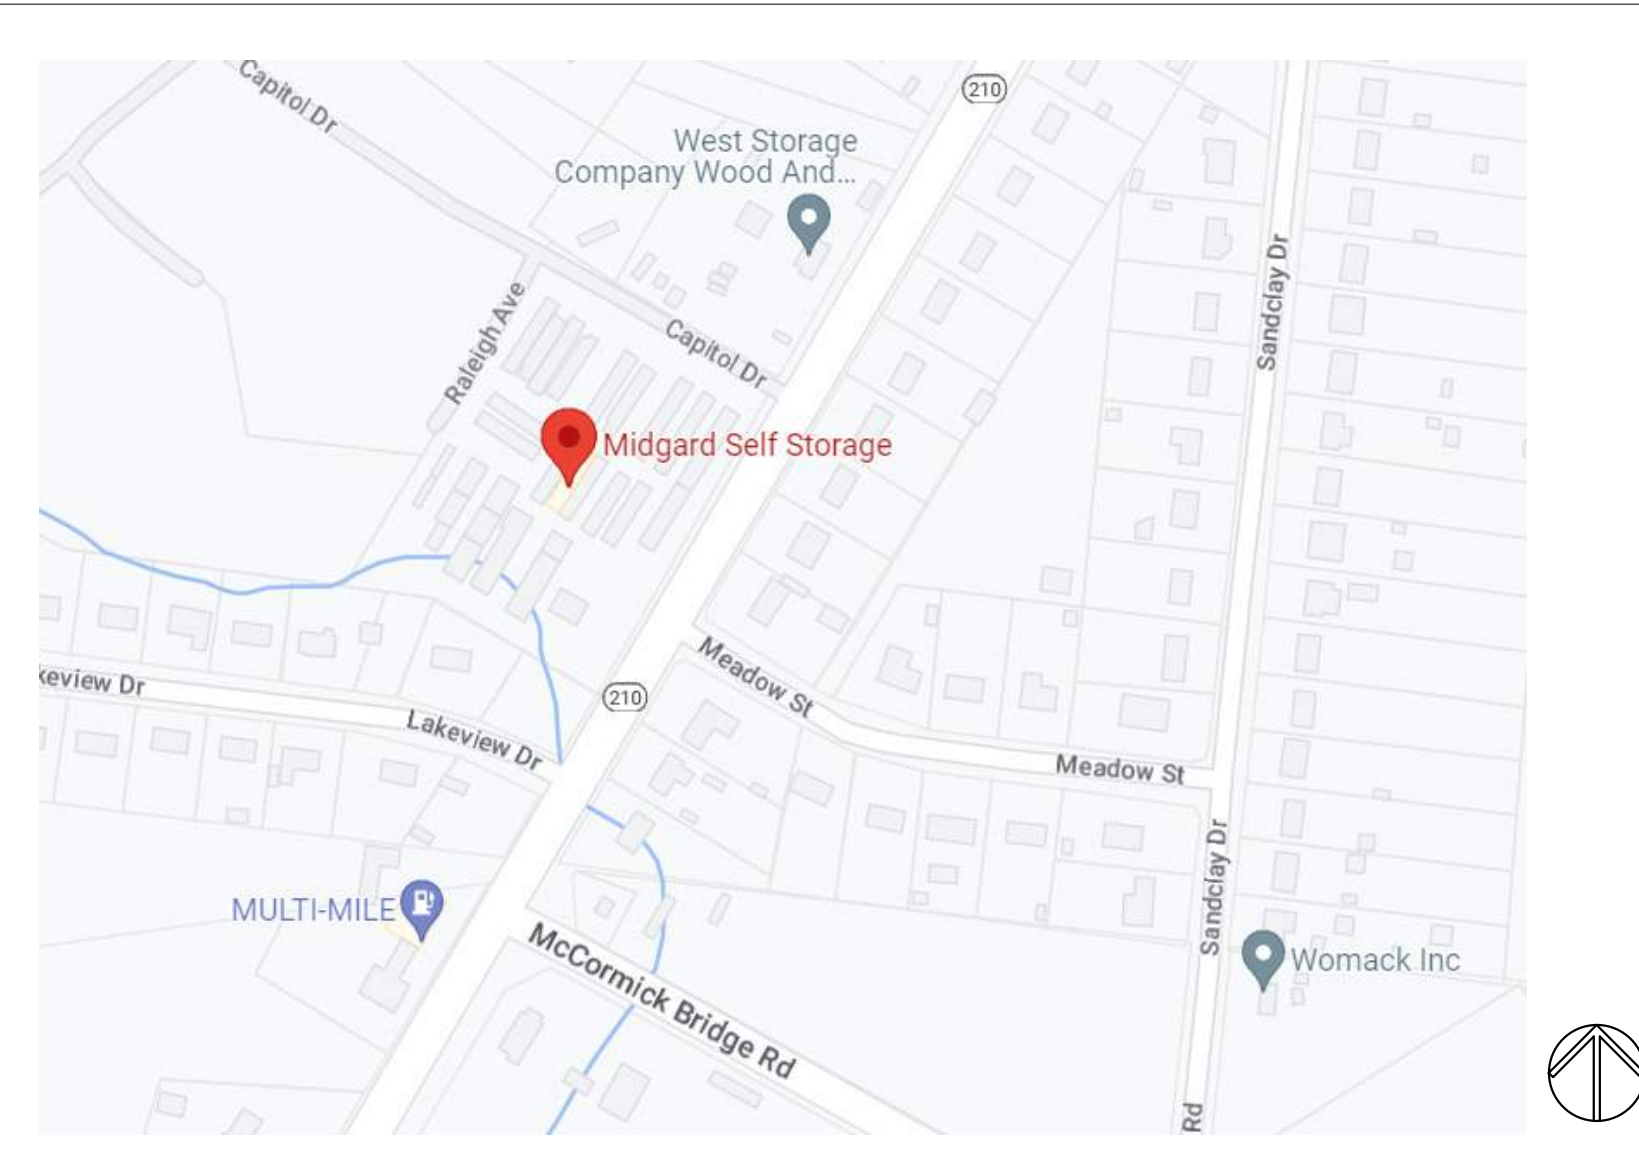 Capitol Dr
210
West Storage
Company Wood And...
Sandclay Dr
Raleigh Ave
Capitol Dr
Midgard Self Storage
Meadow St
keview Dr
210
Lakeview Dr
Meadow St
Sandclay Dr
MULTI-MILE
McCormick Bridge Rd
Womack Inc
Rd